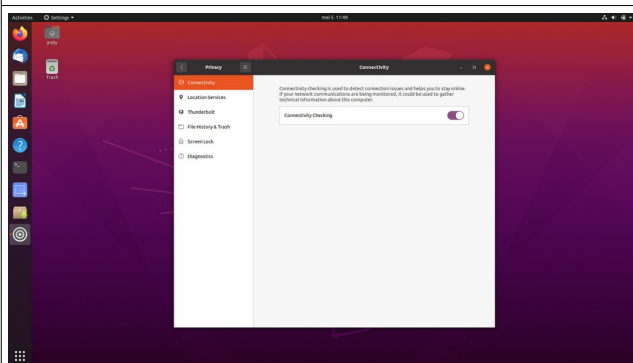 Activities
Settings
mei 5 11:49
andy
Trash
Privacy
Connectivity
Connectivity
Location Services
Thunderbolt
File History & Trash
Screen Lock
Diagnostics
Connectivity checking is used to detect connection issues and helps you to stay online.
If your network communications are being monitored, it could be used to gather
technical information about this computer.
Connectivity Checking